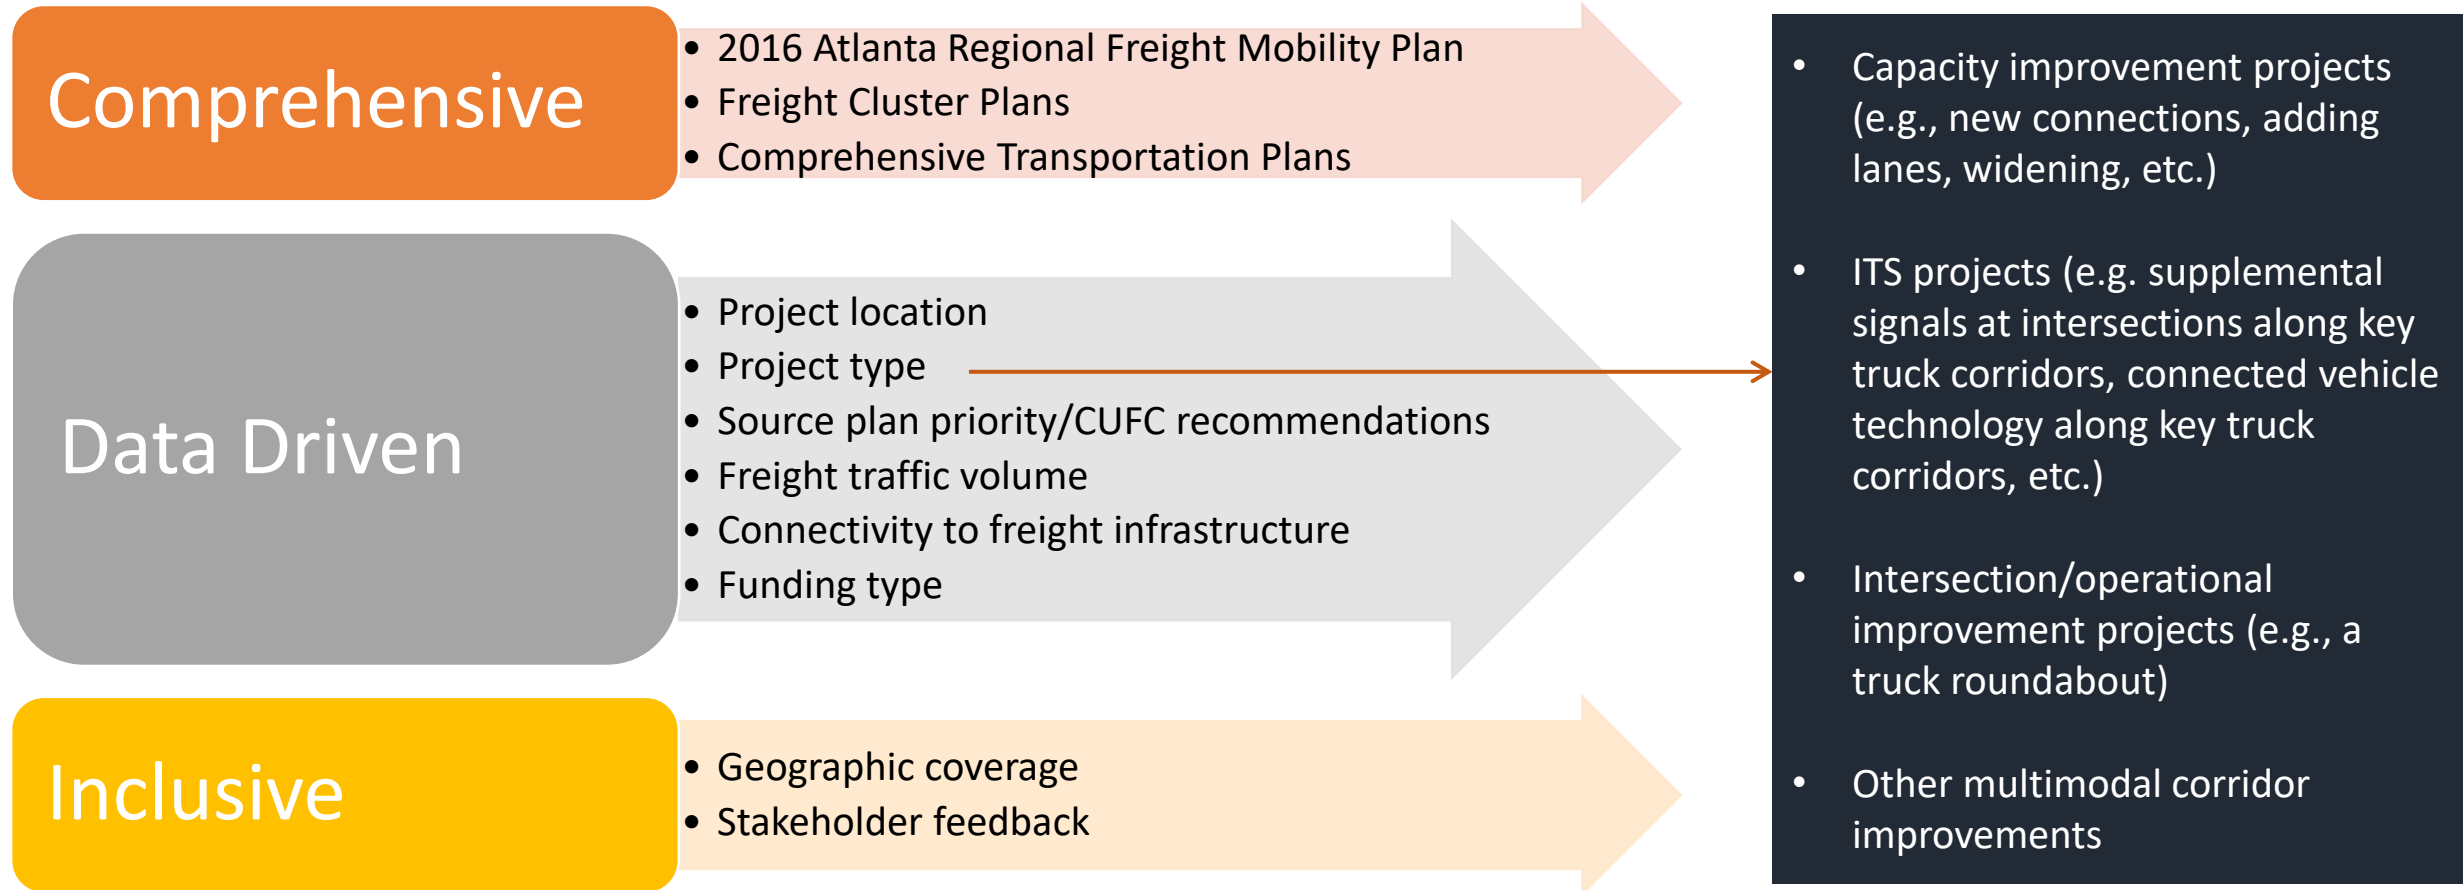 Comprehensive
• 2016 Atlanta Regional Freight Mobility Plan
• Freight Cluster Plans
• Comprehensive Transportation Plans
Data Driven
• Project location
• Project type
• Source plan priority/CUFC recommendations
• Freight traffic volume
• Connectivity to freight infrastructure
• Funding type
Inclusive
• Geographic coverage
• Stakeholder feedback
• Capacity improvement projects
(e.g., new connections, adding
lanes, widening, etc.)
• ITS projects (e.g. supplemental
signals at intersections along key
truck corridors, connected vehicle
technology along key truck
corridors, etc.)
• Intersection/operational
improvement projects (e.g., a
truck roundabout)
• Other multimodal corridor
improvements